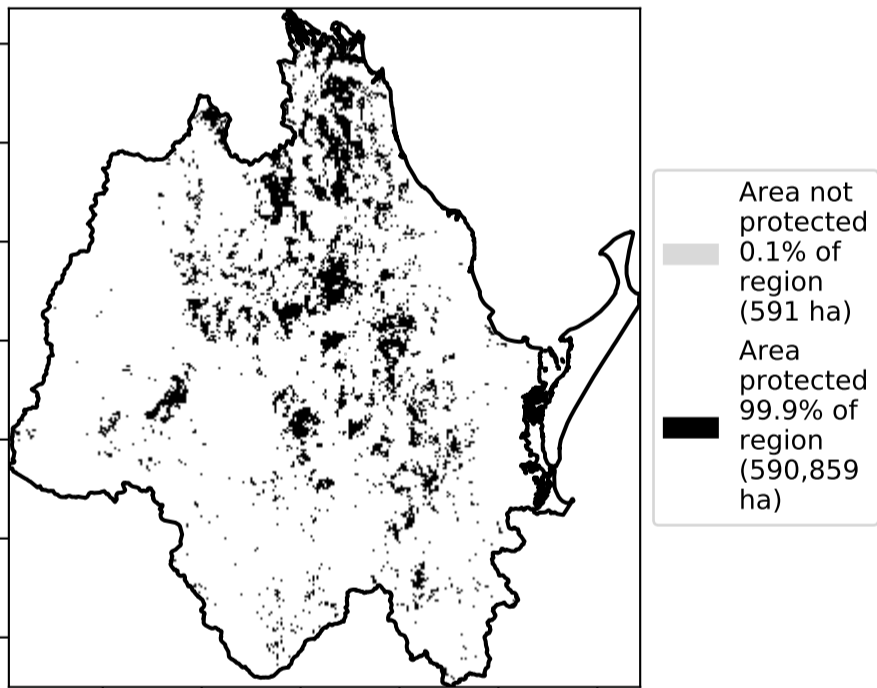 Area not
protected
0.1% of
region
(591 ha)
Area
protected
99.9% of
region
(590,859
ha)